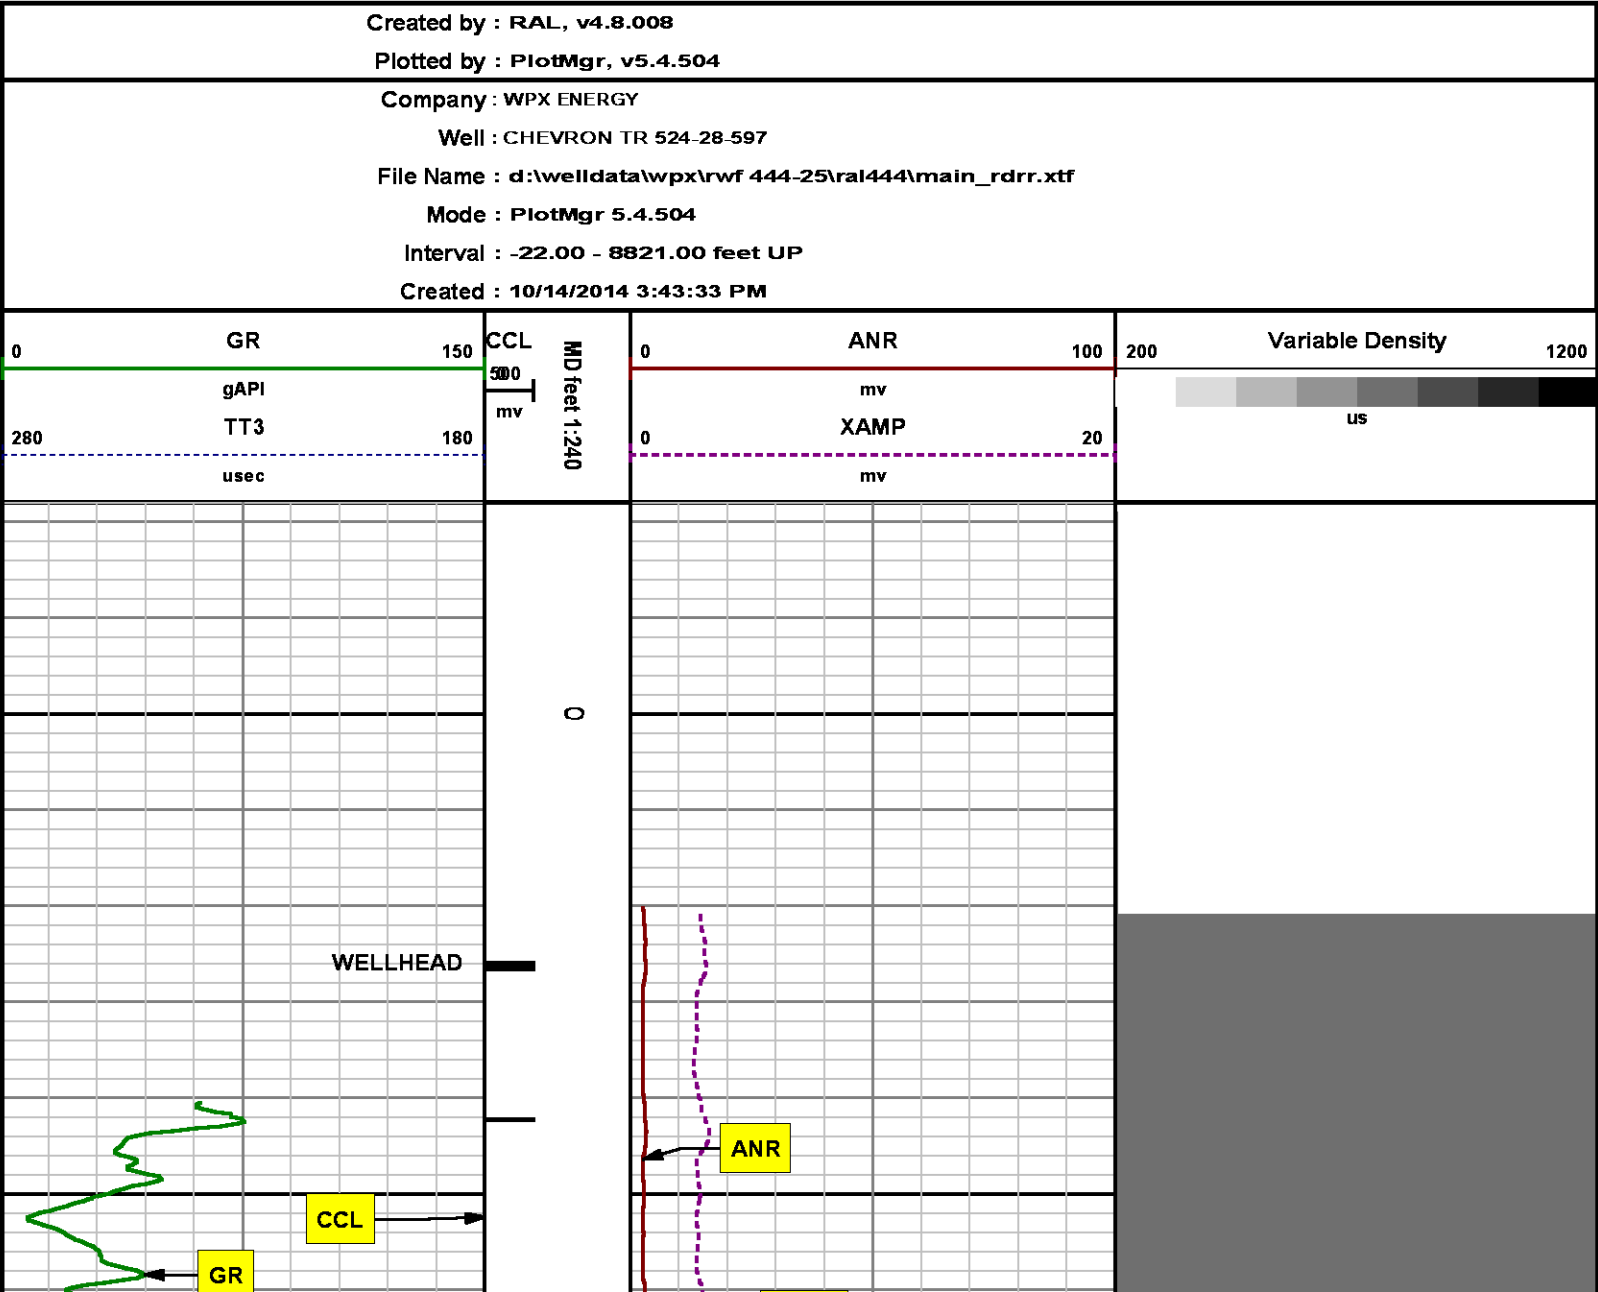 Created by : RAL, v4.8.008
Plotted by : PlotMgr, v5.4.504
Company : WPX ENERGY
Well : CHEVRON TR 524-28-597
File Name : d:\welldata\wpx\rwf 444-25\ral444\main_rdrr.xtf
Mode : PlotMgr 5.4.504
Interval : -22.00 - 8821.00 feet UP
Created : 10/14/2014 3:43:33 PM
0 GR 150
gAPI
280 TT3 180
usec
CCL
mv
MD feet 1:240
0 ANR 100
mv
0 XAMP 20
mv
200 Variable Density 1200
us
0
WELLHEAD
ANR
CCL
GR